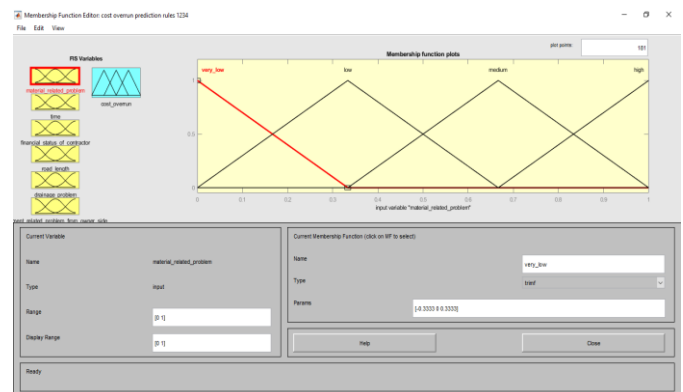 Membership Function Editor: cost overrun prediction rules 1234
File Edit View
FIS Variables
material_related_problem
cost_overrun
time
financial_status_of_contractor
road_length
drainage_problem
related_problem_from_owner_side
Membership function plots
plot points:
181
very_low
low
medium
high
1
0.5
0
0 0.1 0.2 0.3 0.4 0.5 0.6 0.7 0.8 0.9 1
input variable "material_related_problem"
Current Variable
Name
material_related_problem
Type
input
Range
[0 1]
Display Range
[0 1]
Current Membership Function (click on MF to select)
Name
very_low
Type
trimf
Params
[-0.3333 0 0.3333]
Help
Close
Ready